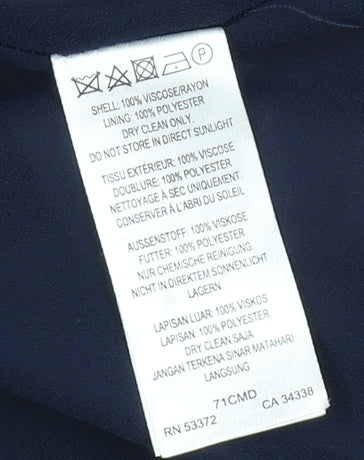 P
SHELL: 100% VISCOSE/RAYON
LINING: 100% POLYESTER
DRY CLEAN ONLY.
DO NOT STORE IN DIRECT SUNLIGHT
TISSU EXTÉRIEUR: 100% VISCOSE
DOUBLURE: 100% POLYESTER
NETTOYAGE À SEC UNIQUEMENT.
CONSERVER À L'ABRI DU SOLEIL
AUSSENSTOFF: 100% VISKOSE
FUTTER: 100% POLYESTER
NUR CHEMISCHE REINIGUNG.
NICHT IN DIREKTEM SONNENLICHT
LAGERN
LAPISAN LUAR: 100% VISKOS
LAPISAN: 100% POLYESTER
DRY CLEAN SAJA
JANGAN TERKENA SINAR MATAHARI
LANGSUNG
71CMD
RN 53372 CA 34338